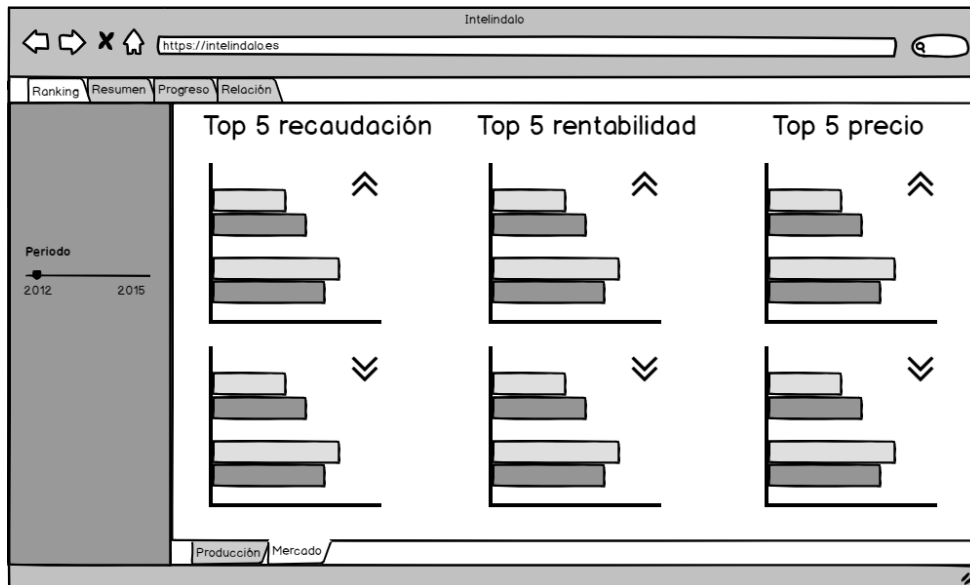 Intelindalo
https://intelindalo.es
Ranking Resumen Progreso Relación
Top 5 recaudación Top 5 rentabilidad Top 5 precio
Periodo
2012 2015
Producción Mercado